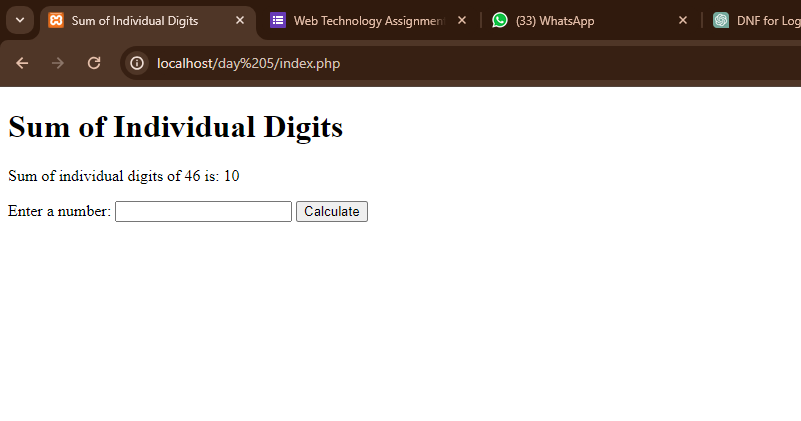 Sum of Individual Digits
Web Technology Assignmen
(33) WhatsApp
DNF for Log
localhost/day%205/index.php
Sum of Individual Digits
Sum of individual digits of 46 is: 10
Enter a number:
Calculate